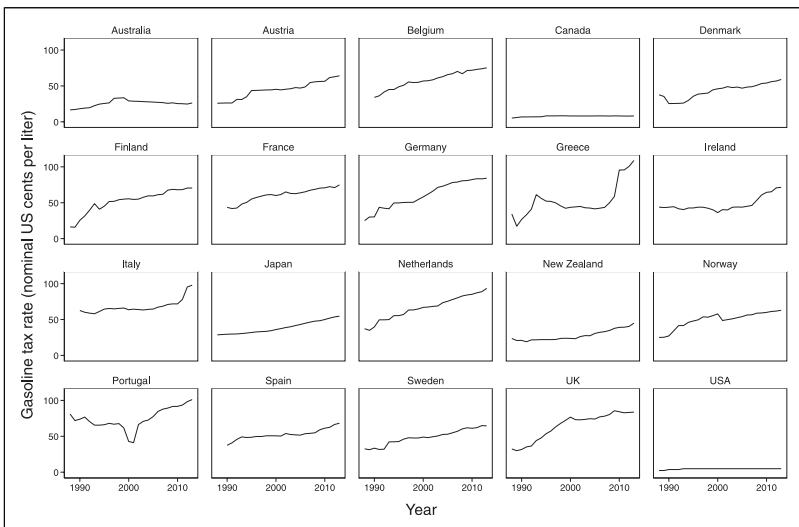 Australia Austria Belgium Canada Denmark
100
50
0
Finland France Germany Greece Ireland
100
50
0
Italy Japan Netherlands New Zealand Norway
100
50
0
Portugal Spain Sweden UK USA
100
50
0
1990 2000 2010 1990 2000 2010 1990 2000 2010 1990 2000 2010 1990 2000 2010
Year
Gasoline tax rate (nominal US cents per liter)